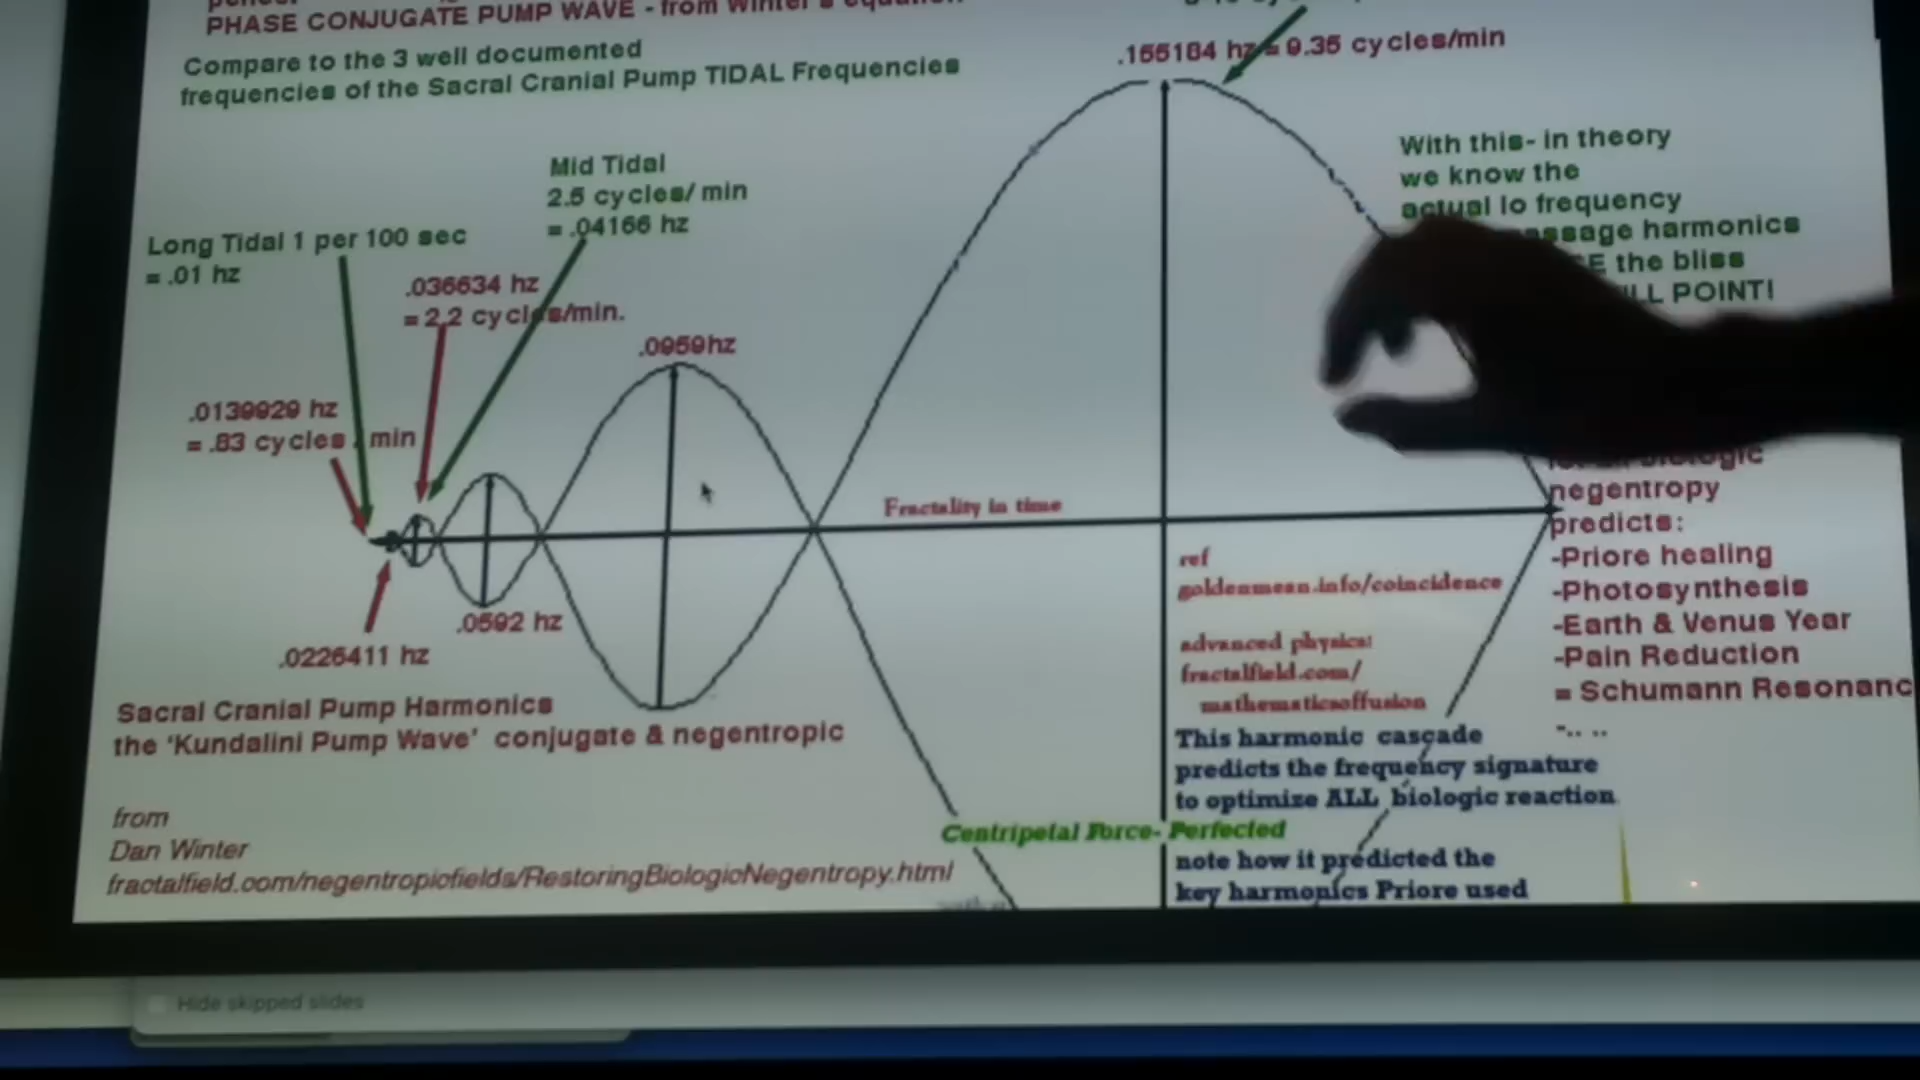 PHASE CONJUGATE PUMP WAVE - from Winter's equation
Compare to the 3 well documented
frequencies of the Sacral Cranial Pump TIDAL Frequencies
.155184 hz = 9.35 cycles/min
With this- in theory
we know the
actual lo frequency
massage harmonics
the bliss
POINT!
Mid Tidal
2.5 cycles/ min
= .04166 hz
Long Tidal 1 per 100 sec
= .01 hz
.036634 hz
= 2.2 cycles/min.
.0959hz
.0139929 hz
= .83 cycles / min
Fractality in time
.0592 hz
.0226411 hz
Sacral Cranial Pump Harmonics
the 'Kundalini Pump Wave' conjugate & negentropic
from
Dan Winter
fractalfield.com/negentropicfields/RestoringBiologicNegentropy.html
ref
goldenmean.info/coincidence
advanced physics:
fractalfield.com/
mathematicsoffusion
This harmonic cascade
predicts the frequency signature
to optimize ALL biologic reaction
Centripetal Force- Perfected
note how it predicted the
key harmonics Priore used
negentropy
predicts:
-Priore healing
-Photosynthesis
-Earth & Venus Year
-Pain Reduction
= Schumann Resonanc
-.. ..
Hide skipped slides